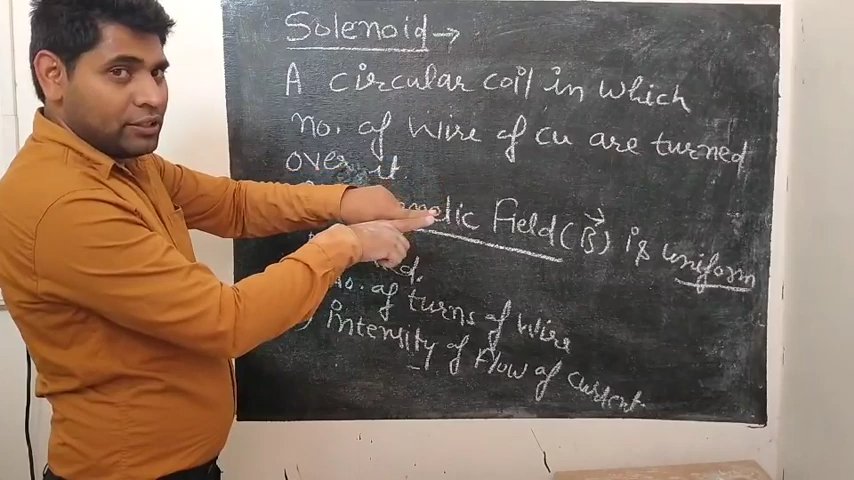 Solenoid →
A circular coil in which
no. of wire of cu are turned
over it.
Field (B⃗) is uniform
no. of turns of wire
intensity of Flow of current